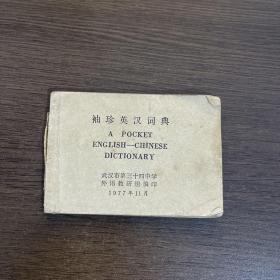 袖珍英汉词典
A POCKET
ENGLISH—CHINESE
DICTIONARY
武汉市第三十四中学
外语教研组编印
1977年11月